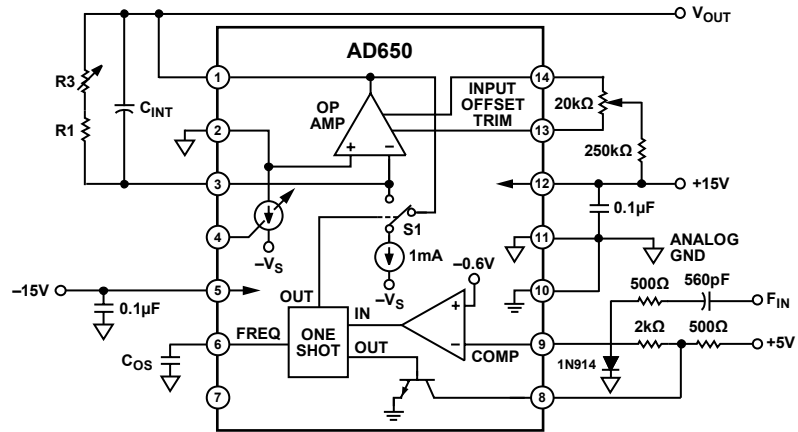 V_OUT
AD650
R3
C_INT
R1
1
2
3
4
5
6
7
OP
AMP
+
−
INPUT
OFFSET
TRIM
14
13
12
11
10
9
8
20kΩ
250kΩ
+15V
0.1µF
ANALOG
GND
S1
1mA
–V_S
–V_S
–0.6V
–15V
0.1µF
OUT
IN
FREQ
ONE
SHOT
OUT
+
−
COMP
C_OS
500Ω
560pF
F_IN
2kΩ
500Ω
+5V
1N914